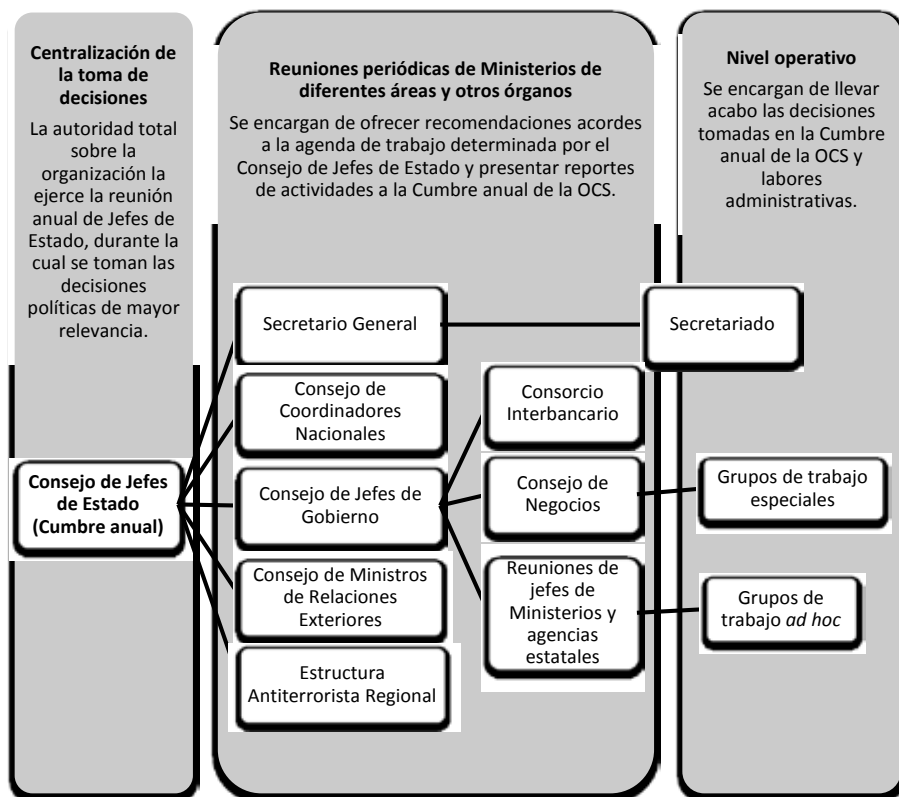 Centralización de
la toma de
decisiones
La autoridad total
sobre la
organización la
ejerce la reunión
anual de Jefes de
Estado, durante la
cual se toman las
decisiones
políticas de mayor
relevancia.
Consejo de Jefes
de Estado
(Cumbre anual)
Reuniones periódicas de Ministerios de
diferentes áreas y otros órganos
Se encargan de ofrecer recomendaciones acordes
a la agenda de trabajo determinada por el
Consejo de Jefes de Estado y presentar reportes
de actividades a la Cumbre anual de la OCS.
Secretario General
Consejo de
Coordinadores
Nacionales
Consejo de Jefes de
Gobierno
Consejo de Ministros
de Relaciones
Exteriores
Estructura
Antiterrorista Regional
Consorcio
Interbancario
Consejo de
Negocios
Reuniones de
jefes de
Ministerios y
agencias
estatales
Nivel operativo
Se encargan de llevar
acabo las decisiones
tomadas en la Cumbre
anual de la OCS y
labores
administrativas.
Secretariado
Grupos de trabajo
especiales
Grupos de
trabajo ad hoc